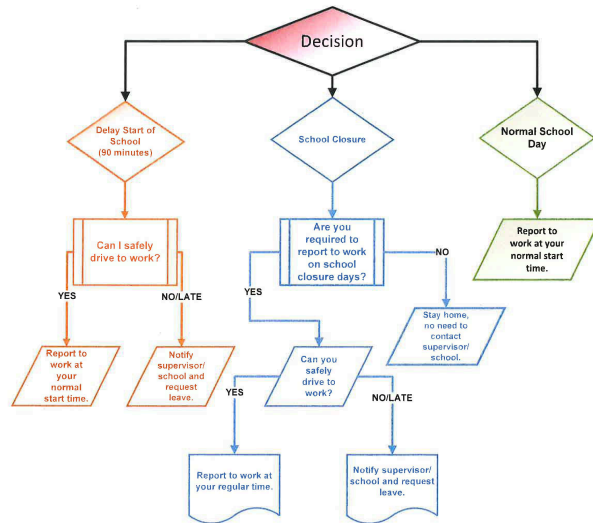 Decision
Delay Start of
School
(90 minutes)
School Closure
Normal School
Day
Can I safely
drive to work?
Are you
required to
report to work
on school
closure days?
Report to
work at your
normal start
time.
NO
YES
YES
NO/LATE
Stay home,
no need to
contact
supervisor/
school.
Report to
work at
your
normal
start time.
Notify
supervisor/
school and
request
leave.
Can you
safely
drive to
work?
YES
NO/LATE
Report to work at
your regular time.
Notify supervisor/
school and request
leave.